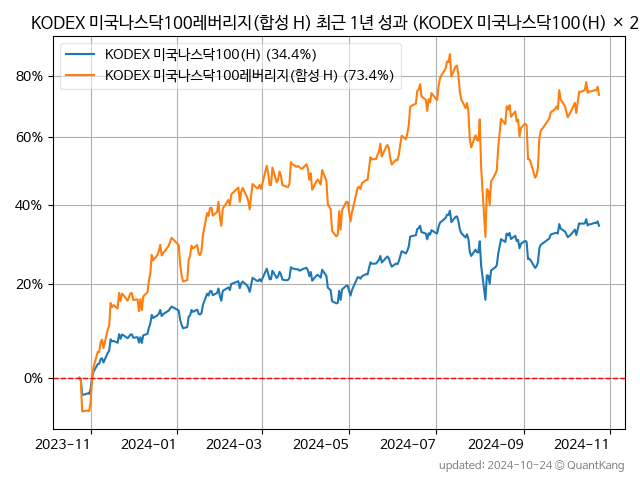 KODEX 미국나스닥100레버리지(합성 H) 최근 1년 성과 (KODEX 미국나스닥100(H) × 2
KODEX 미국나스닥100(H) (34.4%)
KODEX 미국나스닥100레버리지(합성 H) (73.4%)
80%
60%
40%
20%
0%
2023-11 2024-01 2024-03 2024-05 2024-07 2024-09 2024-11
updated: 2024-10-24 © QuantKang